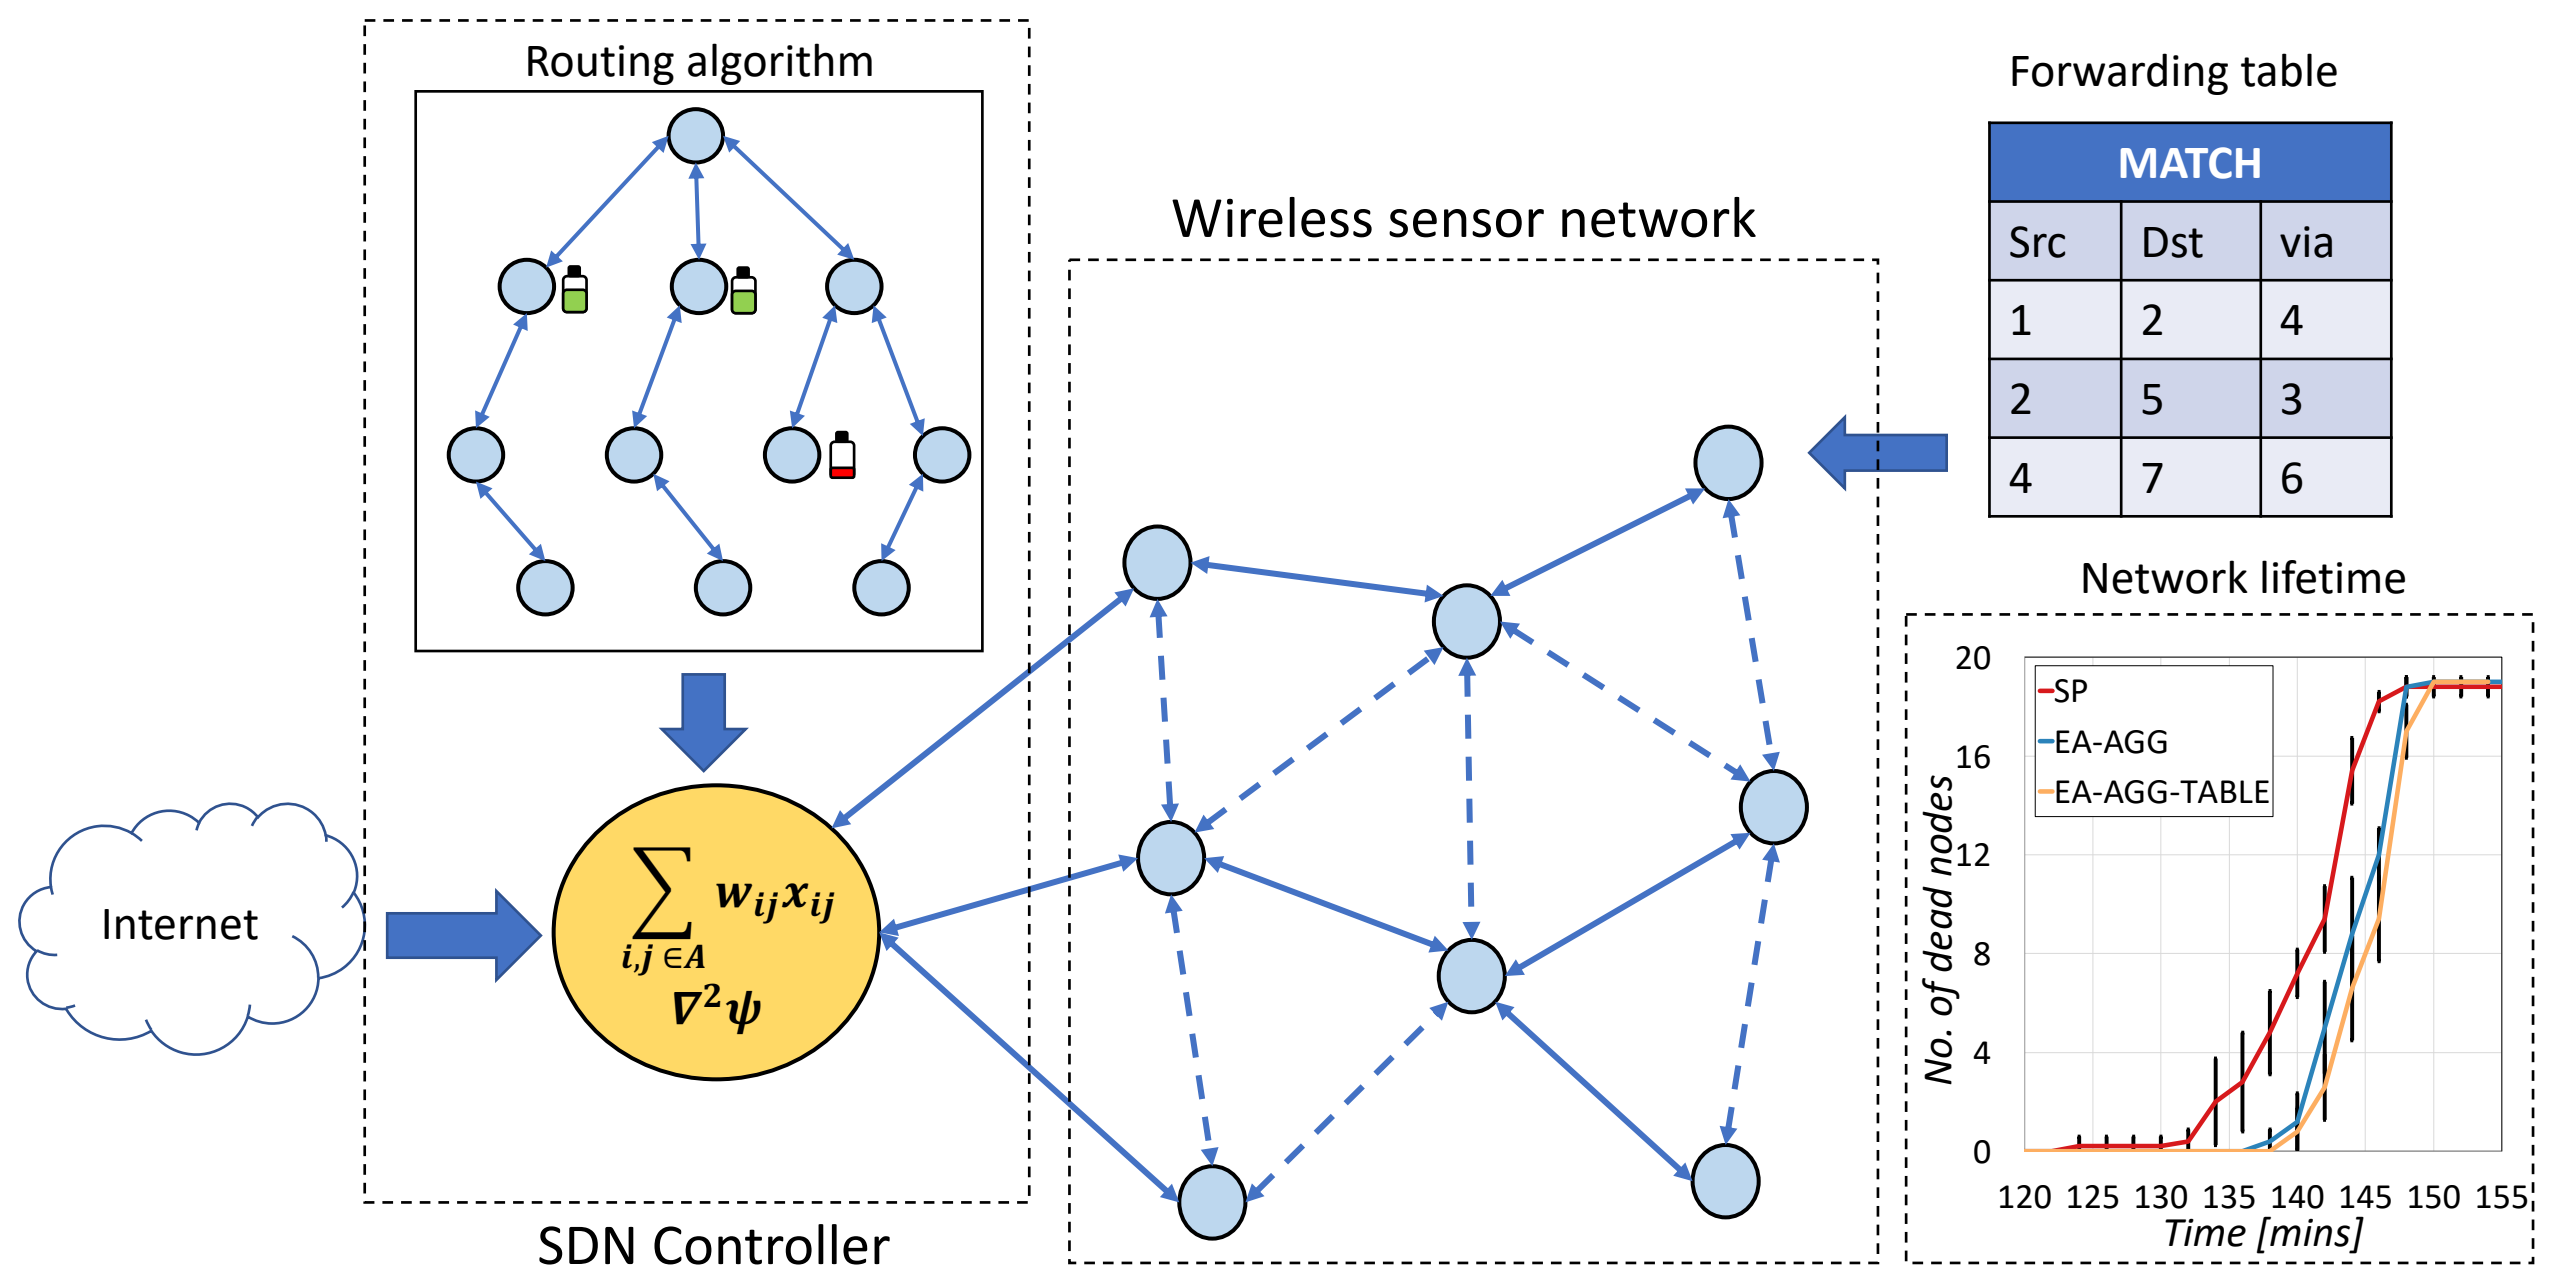 Routing algorithm
Internet
∑ w_ij x_ij
i,j ∈A
∇²ψ
SDN Controller
Wireless sensor network
Forwarding table
MATCH
Src Dst via
1 2 4
2 5 3
4 7 6
Network lifetime
No. of dead nodes
20
16
12
8
4
0
SP
EA-AGG
EA-AGG-TABLE
120 125 130 135 140 145 150 155
Time [mins]